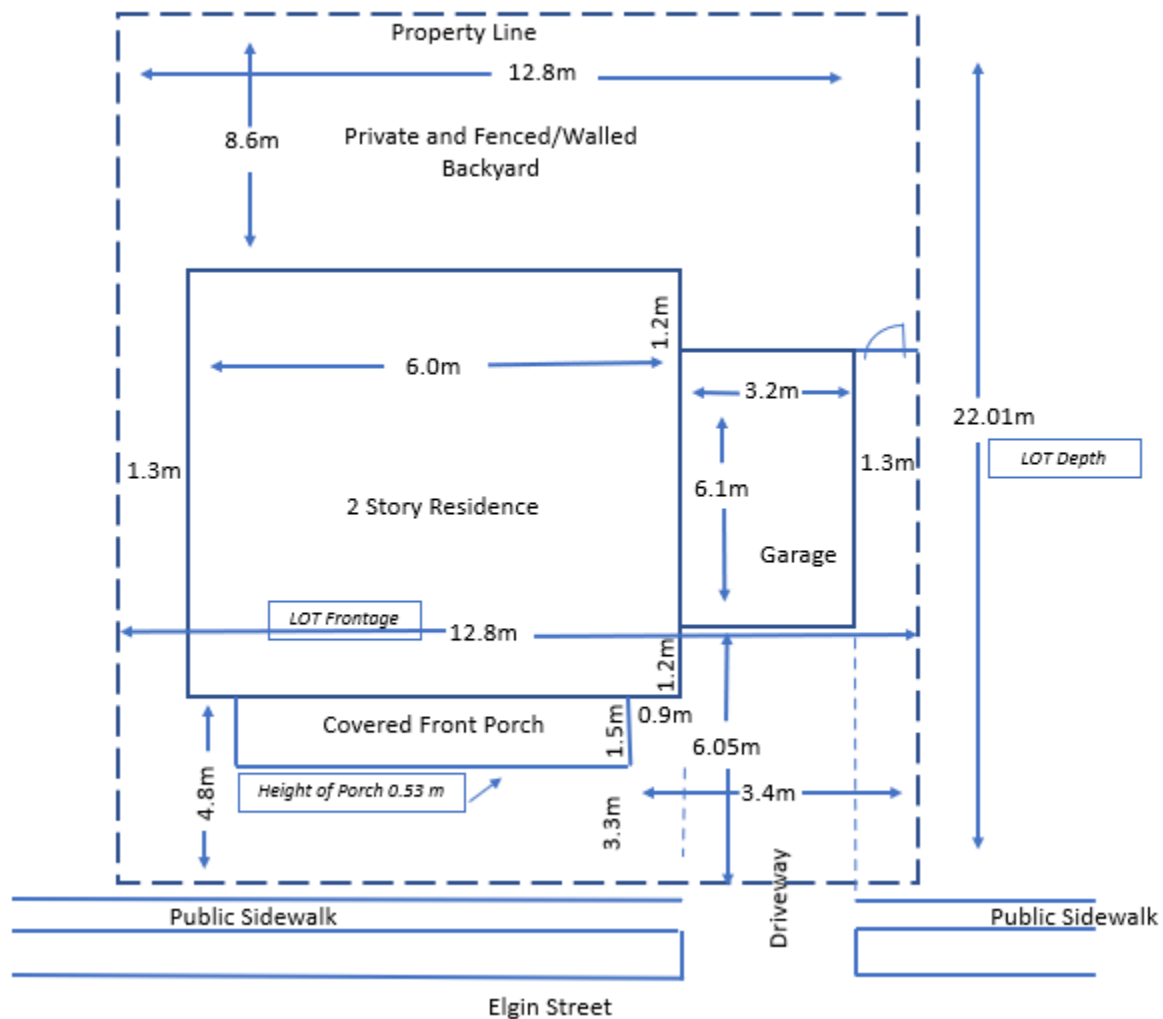 Property Line
12.8m
8.6m
Private and Fenced/Walled
Backyard
1.2m
6.0m
3.2m
22.01m
LOT Depth
1.3m
1.3m
6.1m
2 Story Residence
Garage
LOT Frontage
12.8m
1.2m
Covered Front Porch
1.5m
0.9m
6.05m
4.8m
Height of Porch 0.53 m
3.4m
3.3m
Driveway
Public Sidewalk
Public Sidewalk
Elgin Street